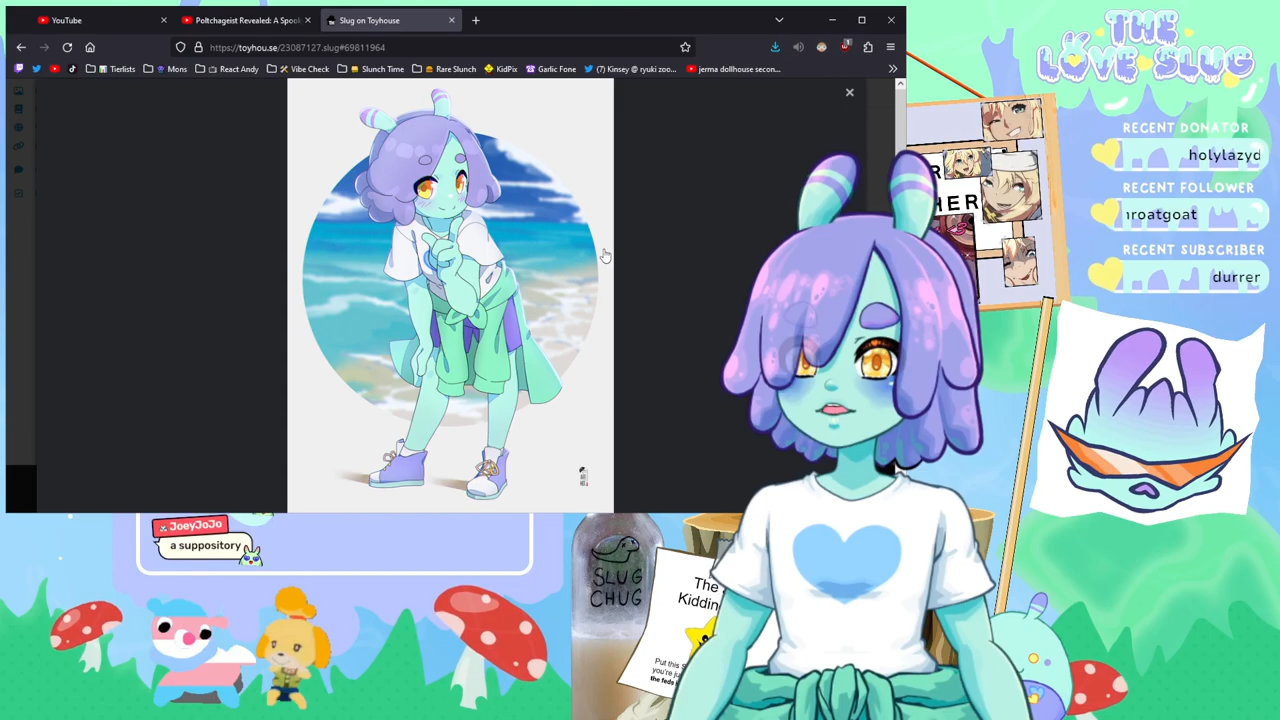 YouTube
Poltchageist Revealed: A Spook
Slug on Toyhouse
https://toyhou.se/23087127.slug#69811964
1
Tierlists
Mons
React Andy
Vibe Check
Slunch Time
Rare Slunch
KidPix
Garlic Fone
(7) Kinsey @ ryuki zoo...
jerma dollhouse secon...
THE
LOVE SLUG
RECENT DONATOR
holylazyd
RECENT FOLLOWER
roatgoat
RECENT SUBSCRIBER
durrer
HER
JoeyJoJo
a suppository
SLUG
CHUG
The
Kiddin
Put this S
you're ju
the feds